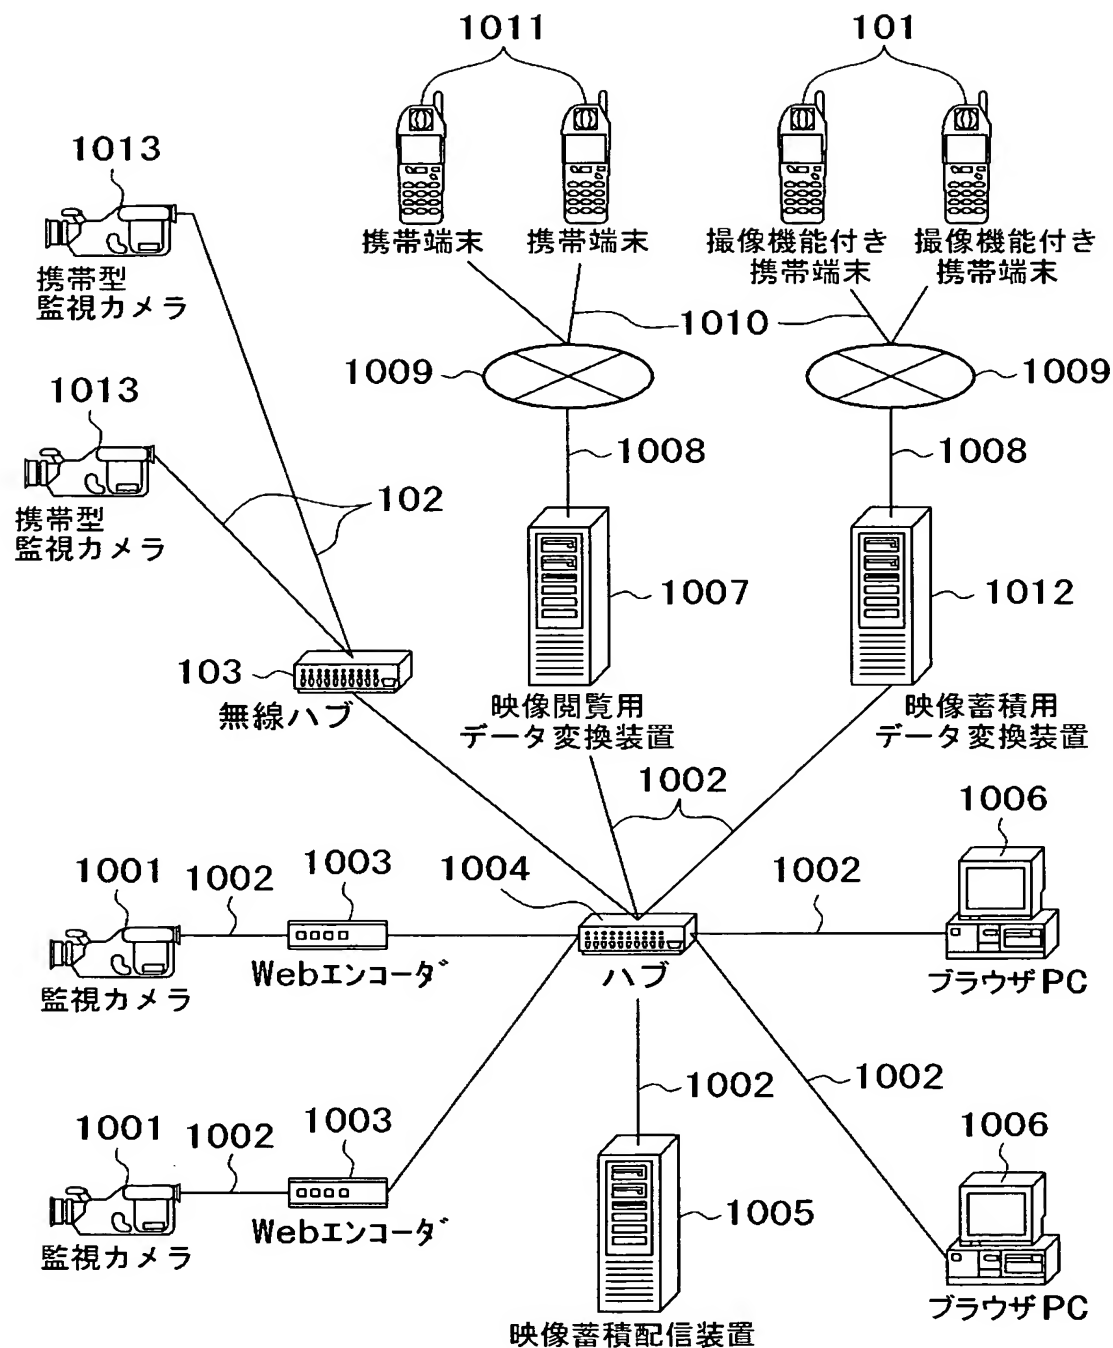 1011
101
1013
携帯端末
携帯端末
撮像機能付き
携帯端末
撮像機能付き
携帯端末
携帯型
監視カメラ
1010
1009
1009
1013
1008
1008
携帯型
監視カメラ
102
1007
1012
103
無線ハブ
映像閲覧用
データ変換装置
映像蓄積用
データ変換装置
1002
1006
1001
1002
1003
1004
1002
監視カメラ
Webエンコーダ
ハブ
ブラウザPC
1002
1002
1001
1002
1003
1006
1005
監視カメラ
Webエンコーダ
ブラウザPC
映像蓄積配信装置